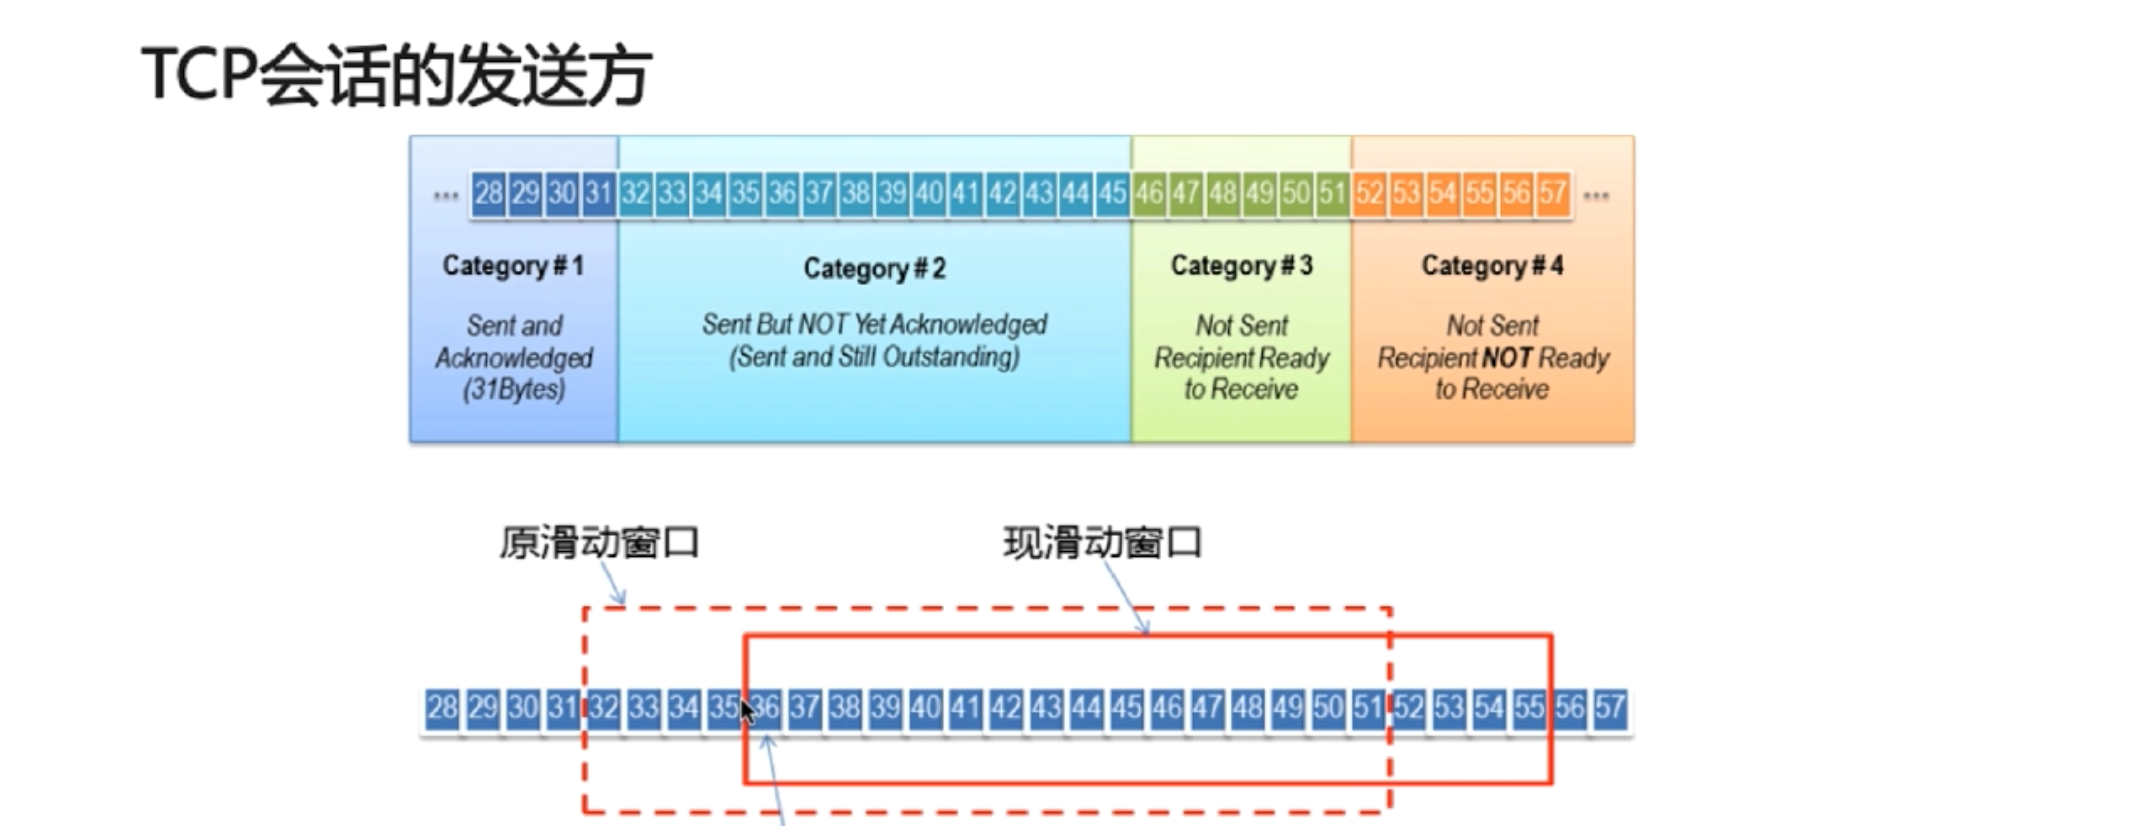 TCP会话的发送方
... 28 29 30 31 32 33 34 35 36 37 38 39 40 41 42 43 44 45 46 47 48 49 50 51 52 53 54 55 56 57 ...
Category # 1
Sent and
Acknowledged
(31Bytes)
Category # 2
Sent But NOT Yet Acknowledged
(Sent and Still Outstanding)
Category # 3
Not Sent
Recipient Ready
to Receive
Category # 4
Not Sent
Recipient NOT Ready
to Receive
原滑动窗口
现滑动窗口
28 29 30 31 32 33 34 35 36 37 38 39 40 41 42 43 44 45 46 47 48 49 50 51 52 53 54 55 56 57